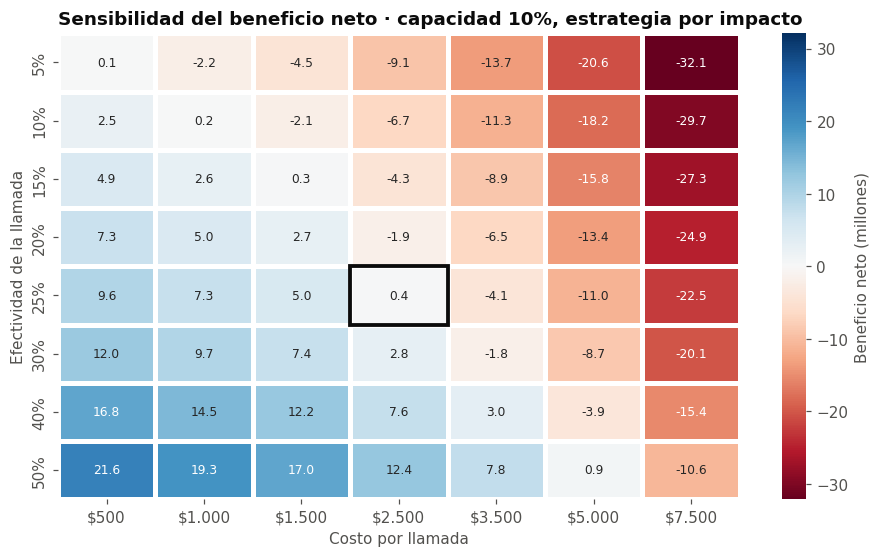 Sensibilidad del beneficio neto · capacidad 10%, estrategia por impacto
Efectividad de la llamada
5% 0.1 -2.2 -4.5 -9.1 -13.7 -20.6 -32.1
10% 2.5 0.2 -2.1 -6.7 -11.3 -18.2 -29.7
15% 4.9 2.6 0.3 -4.3 -8.9 -15.8 -27.3
20% 7.3 5.0 2.7 -1.9 -6.5 -13.4 -24.9
25% 9.6 7.3 5.0 0.4 -4.1 -11.0 -22.5
30% 12.0 9.7 7.4 2.8 -1.8 -8.7 -20.1
40% 16.8 14.5 12.2 7.6 3.0 -3.9 -15.4
50% 21.6 19.3 17.0 12.4 7.8 0.9 -10.6
$500 $1.000 $1.500 $2.500 $3.500 $5.000 $7.500
Costo por llamada
30
20
10
0
−10
−20
−30
Beneficio neto (millones)